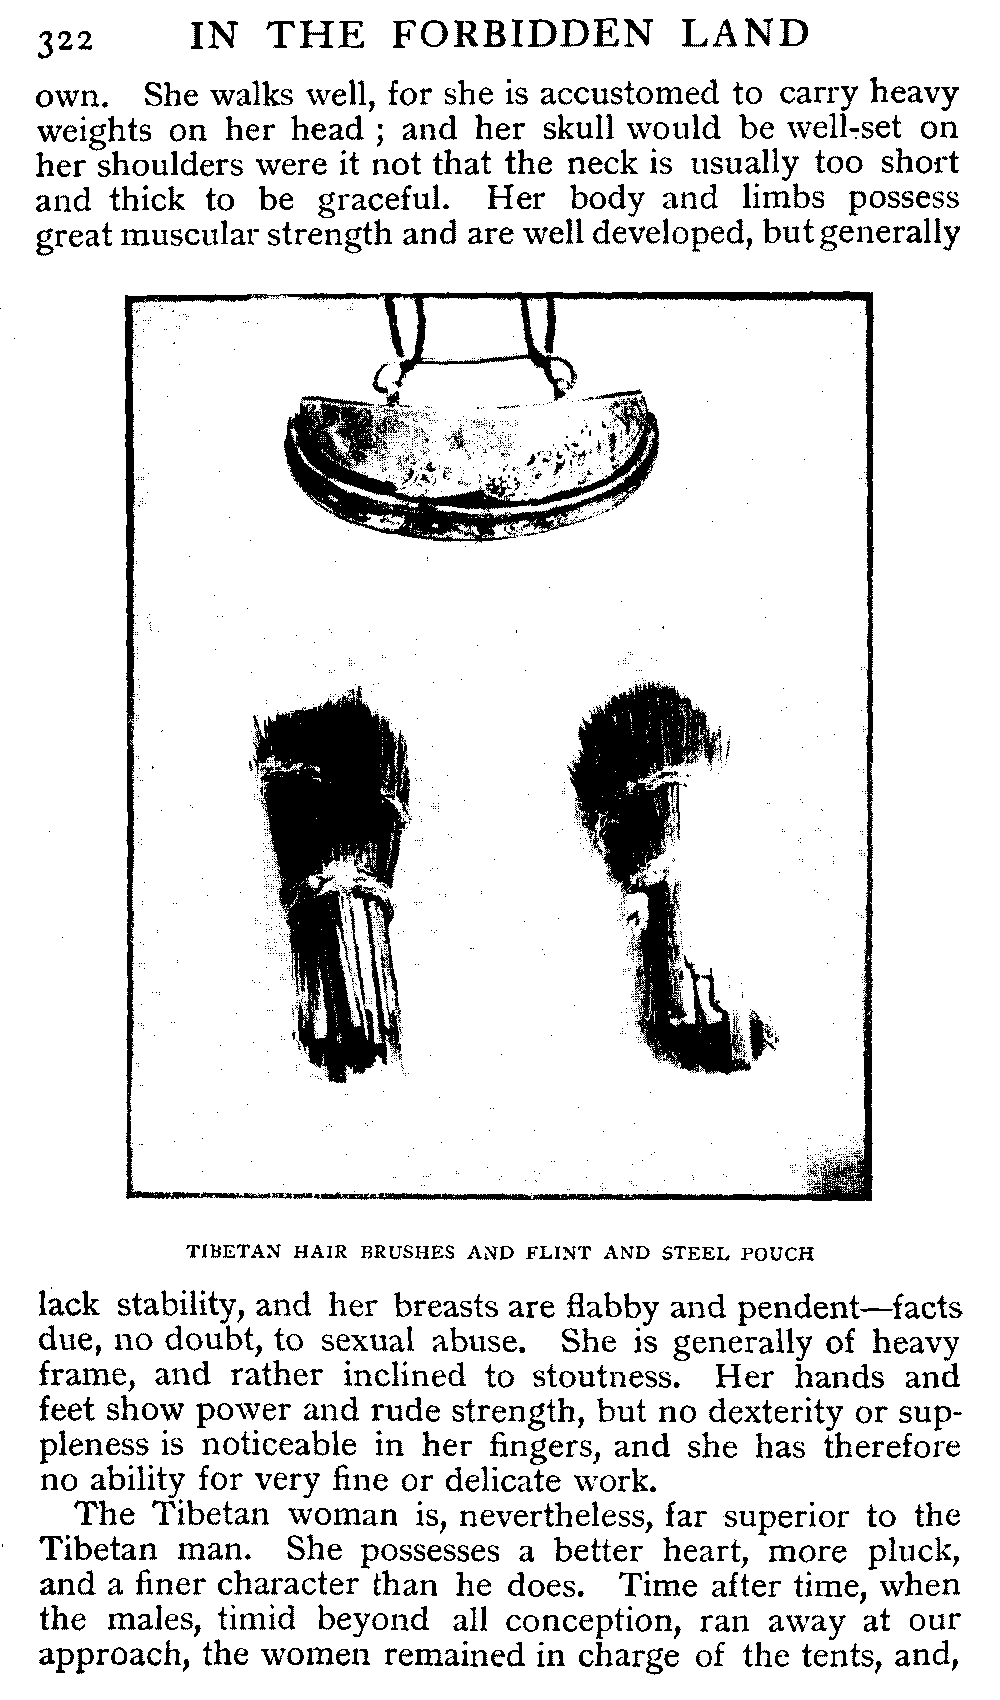 322 IN THE FORBIDDEN LAND
own. She walks well, for she is accustomed to carry heavy
weights on her head ; and her skull would be well-set on
her shoulders were it not that the neck is usually too short
and thick to be graceful. Her body and limbs possess
great muscular strength and are well developed, but generally
TIBETAN HAIR BRUSHES AND FLINT AND STEEL POUCH
lack stability, and her breasts are flabby and pendent—facts
due, no doubt, to sexual abuse. She is generally of heavy
frame, and rather inclined to stoutness. Her hands and
feet show power and rude strength, but no dexterity or sup-
pleness is noticeable in her fingers, and she has therefore
no ability for very fine or delicate work.
The Tibetan woman is, nevertheless, far superior to the
Tibetan man. She possesses a better heart, more pluck,
and a finer character than he does. Time after time, when
the males, timid beyond all conception, ran away at our
approach, the women remained in charge of the tents, and,